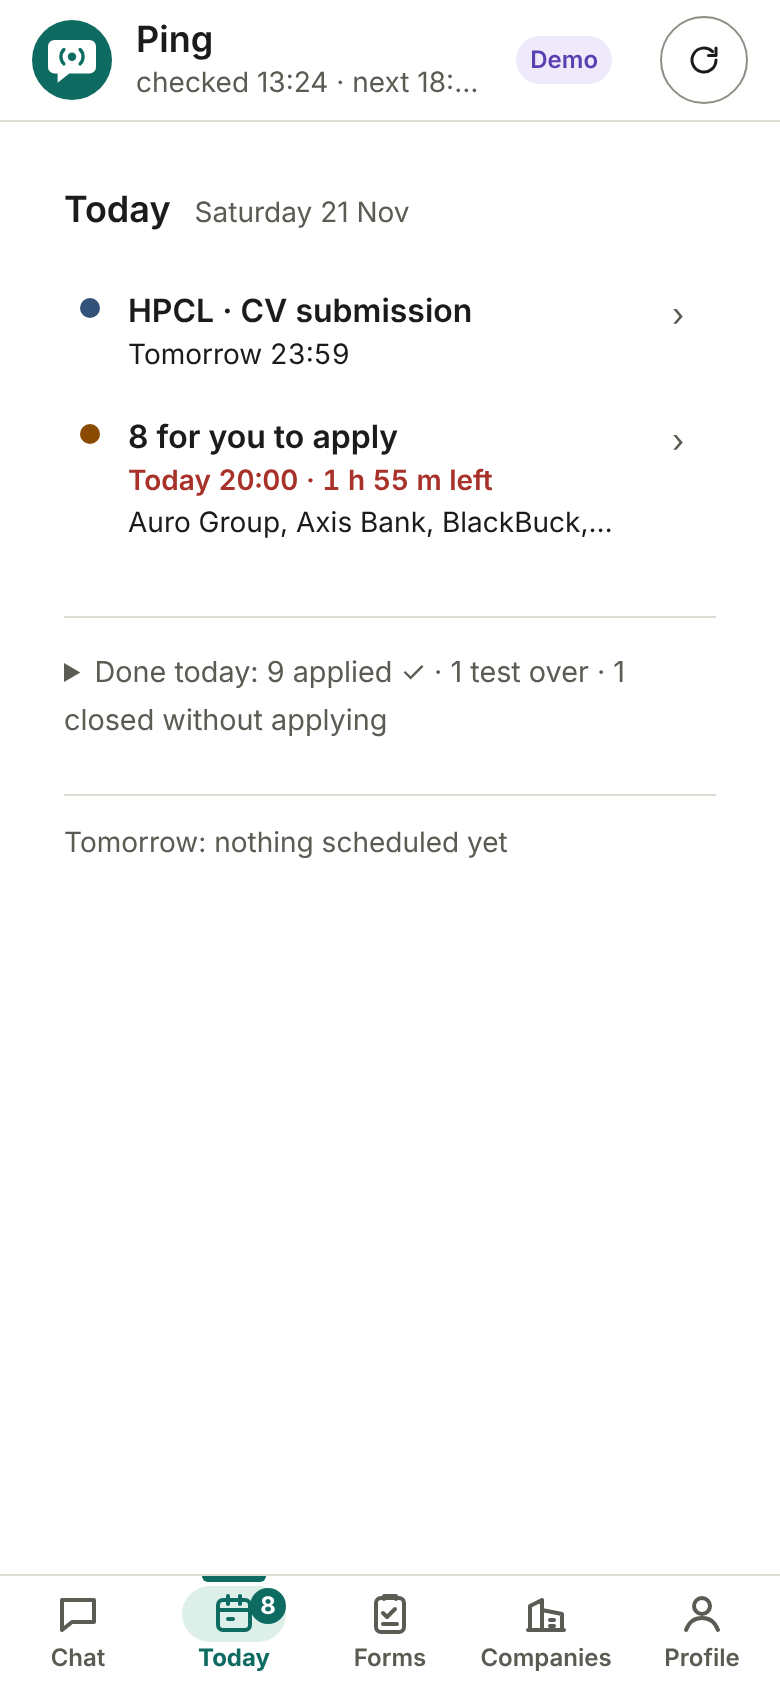 Ping
checked 13:24 · next 18:...
Demo
Today Saturday 21 Nov
HPCL · CV submission ›
Tomorrow 23:59
8 for you to apply ›
Today 20:00 · 1 h 55 m left
Auro Group, Axis Bank, BlackBuck,...
▶ Done today: 9 applied ✓ · 1 test over · 1
closed without applying
Tomorrow: nothing scheduled yet
8
Chat Today Forms Companies Profile